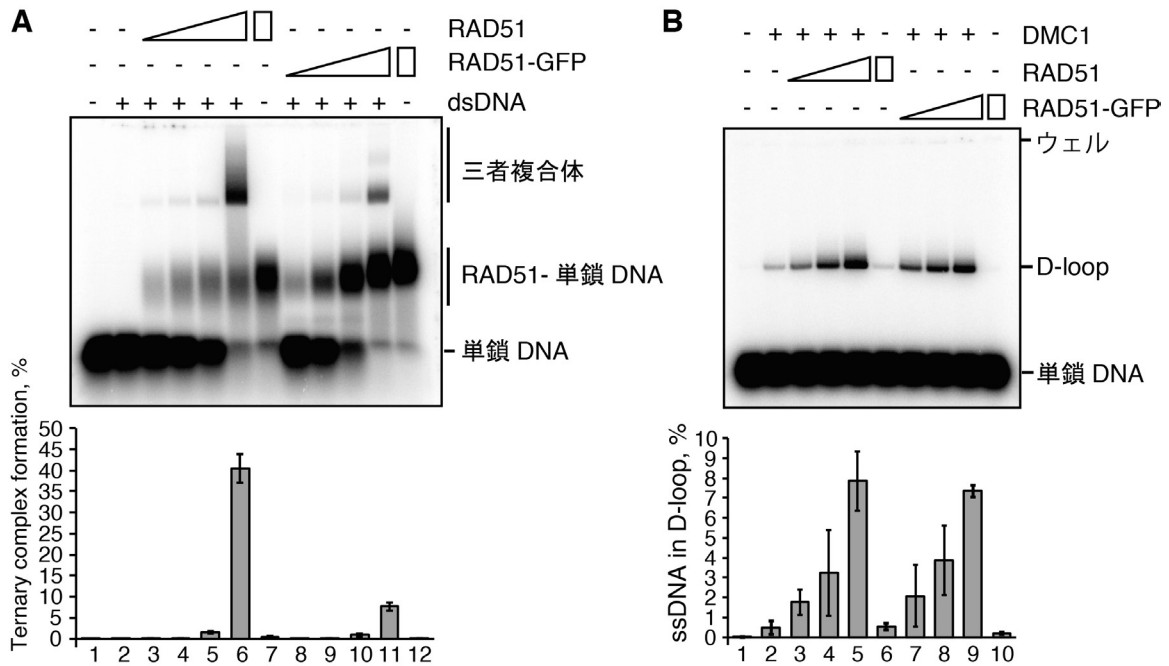 A
- - - - RAD51
- - - - - - - RAD51-GFP
- + + + + + - + + + + - dsDNA
三者複合体
RAD51- 単鎖 DNA
単鎖 DNA
Ternary complex formation, %
50
45
40
35
30
25
20
15
10
5
0
1 2 3 4 5 6 7 8 9 10 11 12
B
- + + + + - + + + - DMC1
- - - - - - RAD51
- - - - - - RAD51-GFP
ウェル
D-loop
単鎖 DNA
ssDNA in D-loop, %
10
9
8
7
6
5
4
3
2
1
0
1 2 3 4 5 6 7 8 9 10